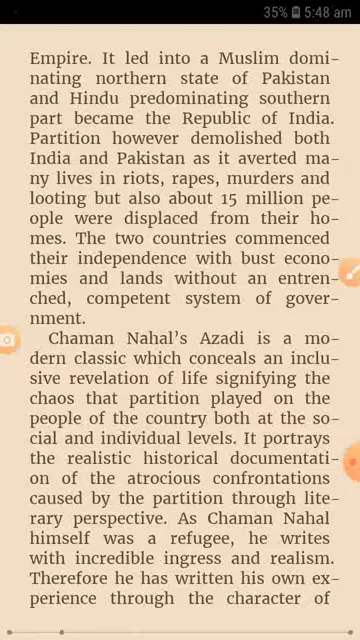 35% 5:48 am
Empire. It led into a Muslim domi-
nating northern state of Pakistan
and Hindu predominating southern
part became the Republic of India.
Partition however demolished both
India and Pakistan as it averted ma-
ny lives in riots, rapes, murders and
looting but also about 15 million pe-
ople were displaced from their ho-
mes. The two countries commenced
their independence with bust econo-
mies and lands without an entren-
ched, competent system of gover-
nment.
Chaman Nahal’s Azadi is a mo-
dern classic which conceals an inclu-
sive revelation of life signifying the
chaos that partition played on the
people of the country both at the so-
cial and individual levels. It portrays
the realistic historical documentati-
on of the atrocious confrontations
caused by the partition through lite-
rary perspective. As Chaman Nahal
himself was a refugee, he writes
with incredible ingress and realism.
Therefore he has written his own ex-
perience through the character of